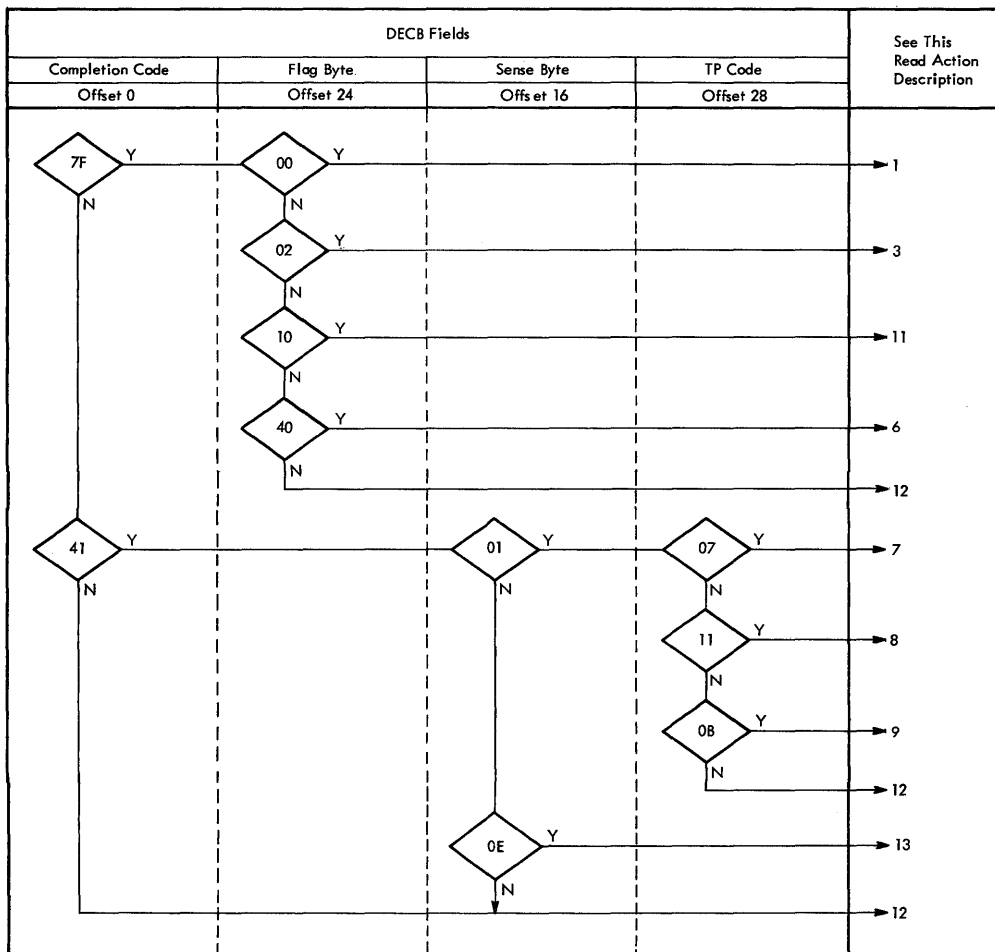 DECB Fields
See This
Read Action
Description
Completion Code
Flag Byte
Sense Byte
TP Code
Offset 0
Offset 24
Offset 16
Offset 28
7F Y 00 Y 1
N N
02 Y 3
N
10 Y 11
N
40 Y 6
N
12
41 Y 01 Y 07 Y 7
N N N
11 Y 8
N
0B Y 9
N
12
0E Y 13
N
12